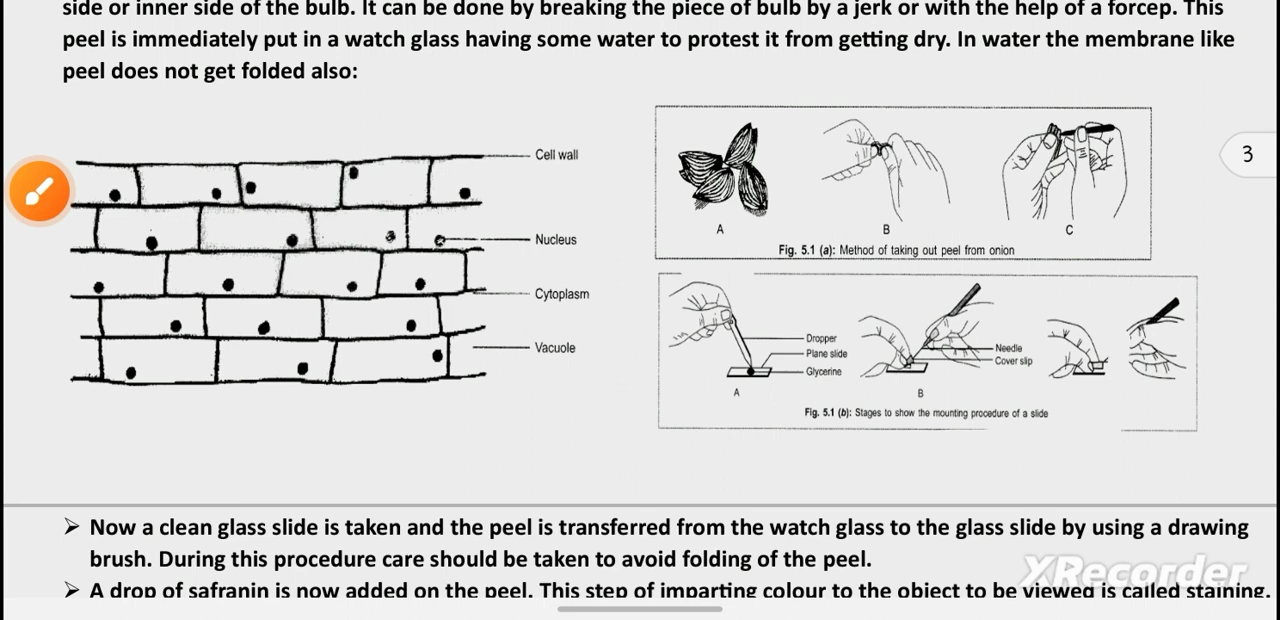 side or inner side of the bulb. It can be done by breaking the piece of bulb by a jerk or with the help of a forcep. This
peel is immediately put in a watch glass having some water to protest it from getting dry. In water the membrane like
peel does not get folded also:
Cell wall
Nucleus
Cytoplasm
Vacuole
A B C
Fig. 5.1 (a): Method of taking out peel from onion
3
Dropper
Plane slide
Glycerine
Needle
Cover slip
A B
Fig. 5.1 (b): Stages to show the mounting procedure of a slide
➢ Now a clean glass slide is taken and the peel is transferred from the watch glass to the glass slide by using a drawing
brush. During this procedure care should be taken to avoid folding of the peel.
➢ A drop of safranin is now added on the peel. This step of imparting colour to the object to be viewed is called staining.
XRecorder